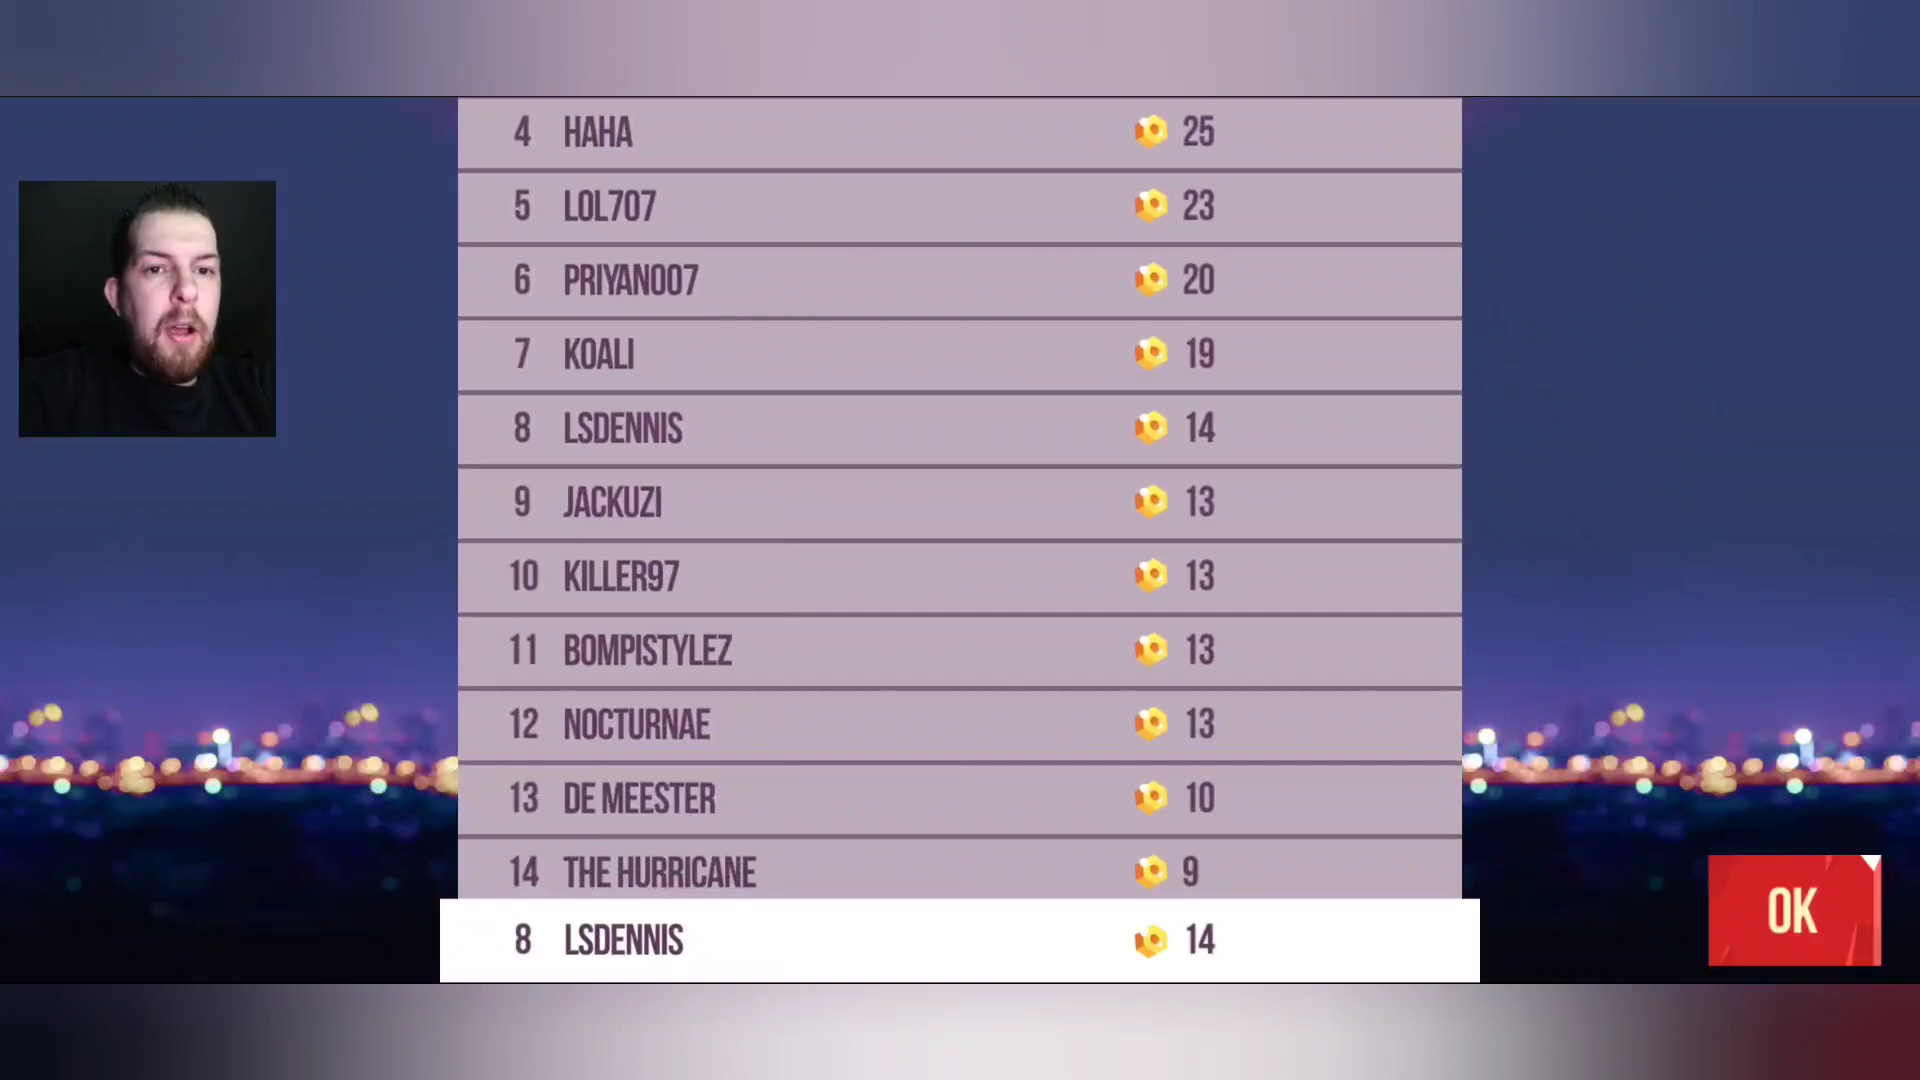 4 HAHA 25
5 LOL707 23
6 PRIYANOO7 20
7 KOALI 19
8 LSDENNIS 14
9 JACKUZI 13
10 KILLER97 13
11 BOMPISTYLEZ 13
12 NOCTURNAE 13
13 DE MEESTER 10
14 THE HURRICANE 9
8 LSDENNIS 14
OK